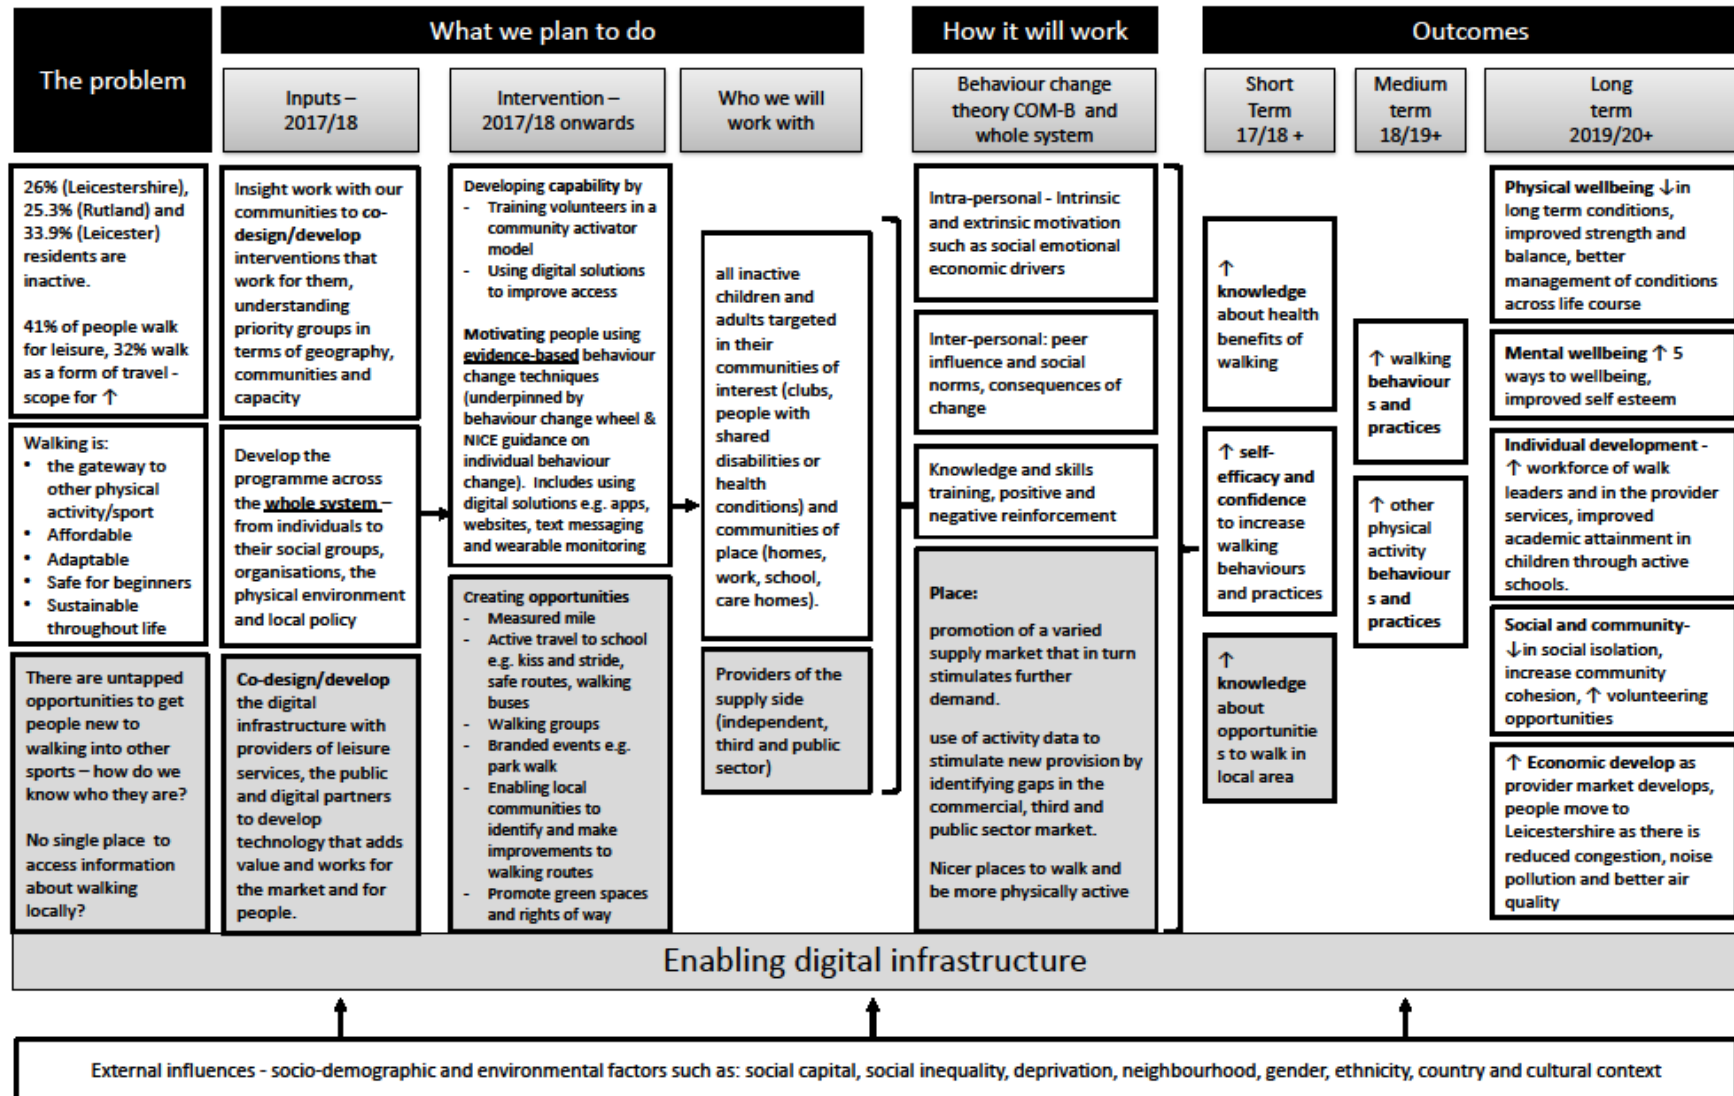 The problem
What we plan to do
How it will work
Outcomes
Inputs –
2017/18
Intervention –
2017/18 onwards
Who we will
work with
Behaviour change
theory COM-B and
whole system
Short
Term
17/18 +
Medium
term
18/19+
Long
term
2019/20+
26% (Leicestershire),
25.3% (Rutland) and
33.9% (Leicester)
residents are
inactive.
41% of people walk
for leisure, 32% walk
as a form of travel -
scope for ↑
Walking is:
• the gateway to
other physical
activity/sport
• Affordable
• Adaptable
• Safe for beginners
• Sustainable
throughout life
There are untapped
opportunities to get
people new to
walking into other
sports – how do we
know who they are?
No single place to
access information
about walking
locally?
Insight work with our
communities to co-
design/develop
interventions that
work for them,
understanding
priority groups in
terms of geography,
communities and
capacity
Develop the
programme across
the whole system –
from individuals to
their social groups,
organisations, the
physical environment
and local policy
Co-design/develop
the digital
infrastructure with
providers of leisure
services, the public
and digital partners
to develop
technology that adds
value and works for
the market and for
people.
Developing capability by
- Training volunteers in a
community activator
model
- Using digital solutions
to improve access
Motivating people using
evidence-based behaviour
change techniques
(underpinned by
behaviour change wheel &
NICE guidance on
individual behaviour
change). Includes using
digital solutions e.g. apps,
websites, text messaging
and wearable monitoring
Creating opportunities
- Measured mile
- Active travel to school
e.g. kiss and stride,
safe routes, walking
buses
- Walking groups
- Branded events e.g.
park walk
- Enabling local
communities to
identify and make
improvements to
walking routes
- Promote green spaces
and rights of way
all inactive
children and
adults targeted
in their
communities of
interest (clubs,
people with
shared
disabilities or
health
conditions) and
communities of
place (homes,
work, school,
care homes).
Providers of the
supply side
(independent,
third and public
sector)
Intra-personal - Intrinsic
and extrinsic motivation
such as social emotional
economic drivers
Inter-personal: peer
influence and social
norms, consequences of
change
Knowledge and skills
training, positive and
negative reinforcement
Place:
promotion of a varied
supply market that in turn
stimulates further
demand.
use of activity data to
stimulate new provision by
identifying gaps in the
commercial, third and
public sector market.
Nicer places to walk and
be more physically active
↑
knowledge
about health
benefits of
walking
↑ self-
efficacy and
confidence
to increase
walking
behaviours
and practices
↑
knowledge
about
opportunitie
s to walk in
local area
↑ walking
behaviour
s and
practices
↑ other
physical
activity
behaviour
s and
practices
Physical wellbeing ↓in
long term conditions,
improved strength and
balance, better
management of conditions
across life course
Mental wellbeing ↑ 5
ways to wellbeing,
improved self esteem
Individual development -
↑ workforce of walk
leaders and in the provider
services, improved
academic attainment in
children through active
schools.
Social and community-
↓in social isolation,
increase community
cohesion, ↑ volunteering
opportunities
↑ Economic develop as
provider market develops,
people move to
Leicestershire as there is
reduced congestion, noise
pollution and better air
quality
Enabling digital infrastructure
External influences - socio-demographic and environmental factors such as: social capital, social inequality, deprivation, neighbourhood, gender, ethnicity, country and cultural context